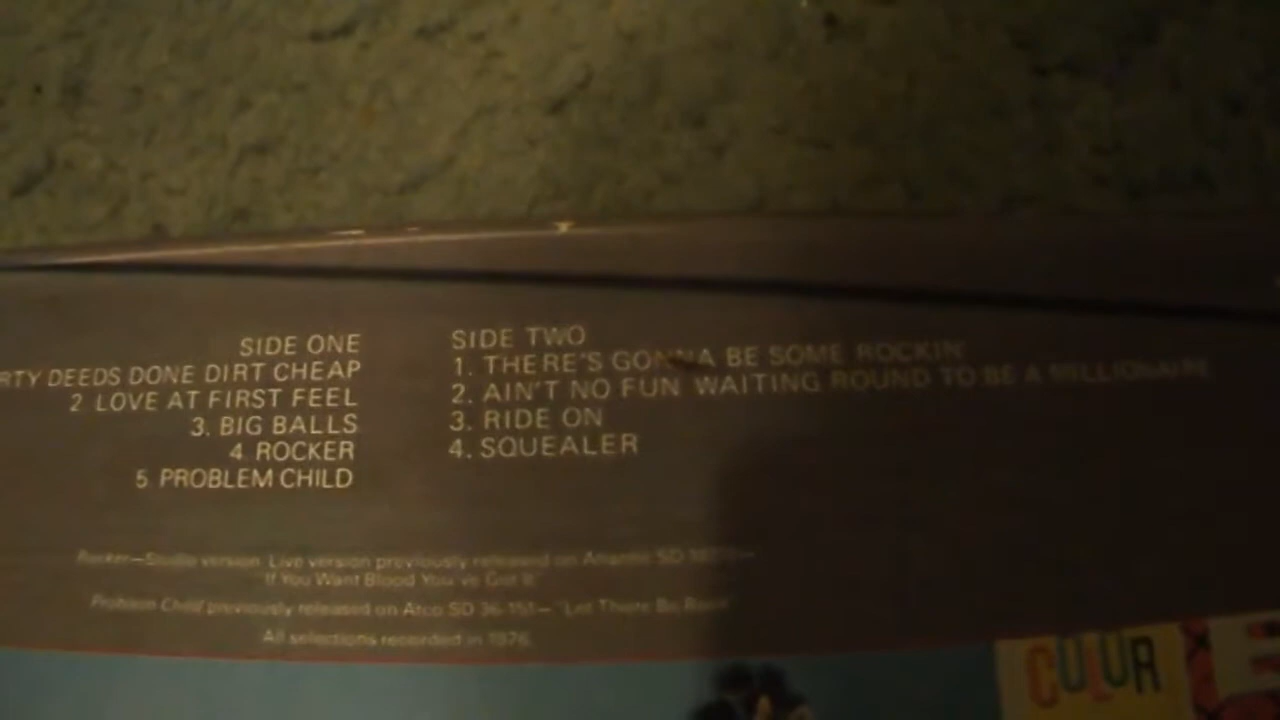 SIDE ONE
RTY DEEDS DONE DIRT CHEAP
2 LOVE AT FIRST FEEL
3. BIG BALLS
4. ROCKER
5 PROBLEM CHILD
SIDE TWO
1. THERE'S GONNA BE SOME ROCKIN'
2. AIN'T NO FUN WAITING ROUND TO BE A MILLIONAIRE
3. RIDE ON
4. SQUEALER
Rocker—Studio version. Live version previously released on Atlantic SD
"If You Want Blood You've Got It"
Problem Child previously released on Atco SD 36-151—"Let There Be Rock"
All selections recorded in 1976.
COLOR